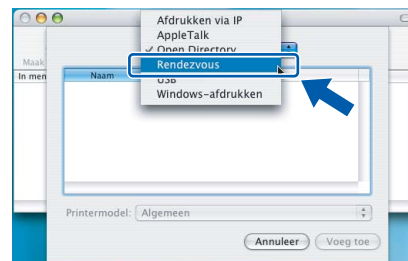 Afdrukken via IP
AppleTalk
✓ Open Directory
Rendezvous
USB
Windows-afdrukken
Maak
In men
Naam
Printermodel: Algemeen
Annuleer
Voeg toe